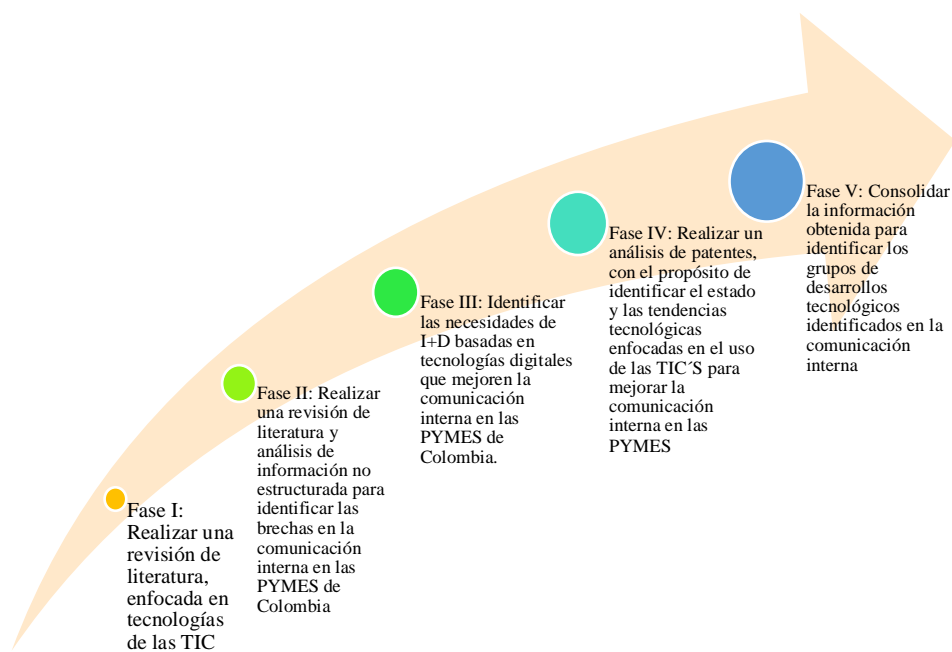 Fase I:
Realizar una
revisión de
literatura,
enfocada en
tecnologías
de las TIC
Fase II: Realizar
una revisión de
literatura y
análisis de
información no
estructurada para
identificar las
brechas en la
comunicación
interna en las
PYMES de
Colombia
Fase III: Identificar
las necesidades de
I+D basadas en
tecnologías digitales
que mejoren la
comunicación
interna en las
PYMES de
Colombia.
Fase IV: Realizar un
análisis de patentes,
con el propósito de
identificar el estado
y las tendencias
tecnológicas
enfocadas en el uso
de las TIC´S para
mejorar la
comunicación
interna en las
PYMES
Fase V: Consolidar
la información
obtenida para
identificar los
grupos de
desarrollos
tecnológicos
identificados en la
comunicación
interna